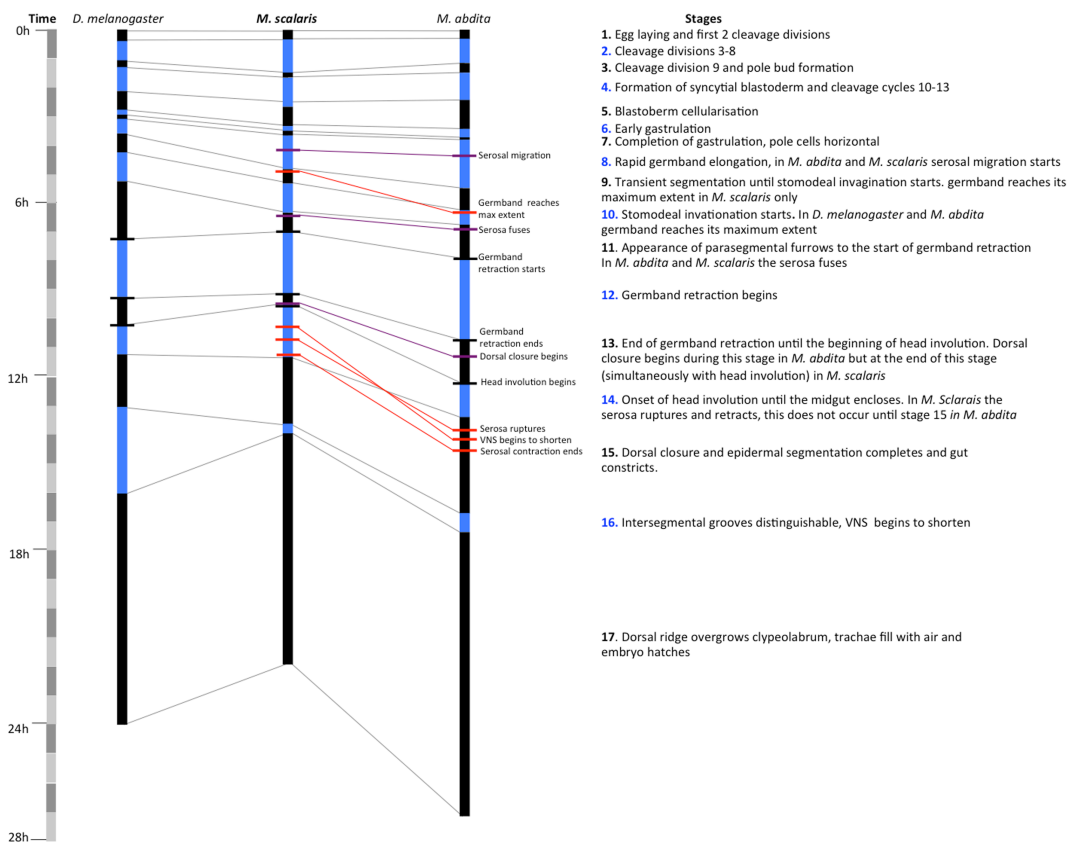 Time D. melanogaster M. scalaris M. abdita Stages
0h
6h
12h
18h
24h
28h
Serosal migration
Germband reaches
max extent
Serosa fuses
Germband
retraction starts
Germband
retraction ends
Dorsal closure begins
Head involution begins
Serosa ruptures
VNS begins to shorten
Serosal contraction ends
1. Egg laying and first 2 cleavage divisions
2. Cleavage divisions 3-8
3. Cleavage division 9 and pole bud formation
4. Formation of syncytial blastoderm and cleavage cycles 10-13
5. Blastoberm cellularisation
6. Early gastrulation
7. Completion of gastrulation, pole cells horizontal
8. Rapid germband elongation, in M. abdita and M. scalaris serosal migration starts
9. Transient segmentation until stomodeal invagination starts. germband reaches its
maximum extent in M. scalaris only
10. Stomodeal invationation starts. In D. melanogaster and M. abdita
germband reaches its maximum extent
11. Appearance of parasegmental furrows to the start of germband retraction
In M. abdita and M. scalaris the serosa fuses
12. Germband retraction begins
13. End of germband retraction until the beginning of head involution. Dorsal
closure begins during this stage in M. abdita but at the end of this stage
(simultaneously with head involution) in M. scalaris
14. Onset of head involution until the midgut encloses. In M. Sclarais the
serosa ruptures and retracts, this does not occur until stage 15 in M. abdita
15. Dorsal closure and epidermal segmentation completes and gut
constricts.
16. Intersegmental grooves distinguishable, VNS begins to shorten
17. Dorsal ridge overgrows clypeolabrum, trachae fill with air and
embryo hatches